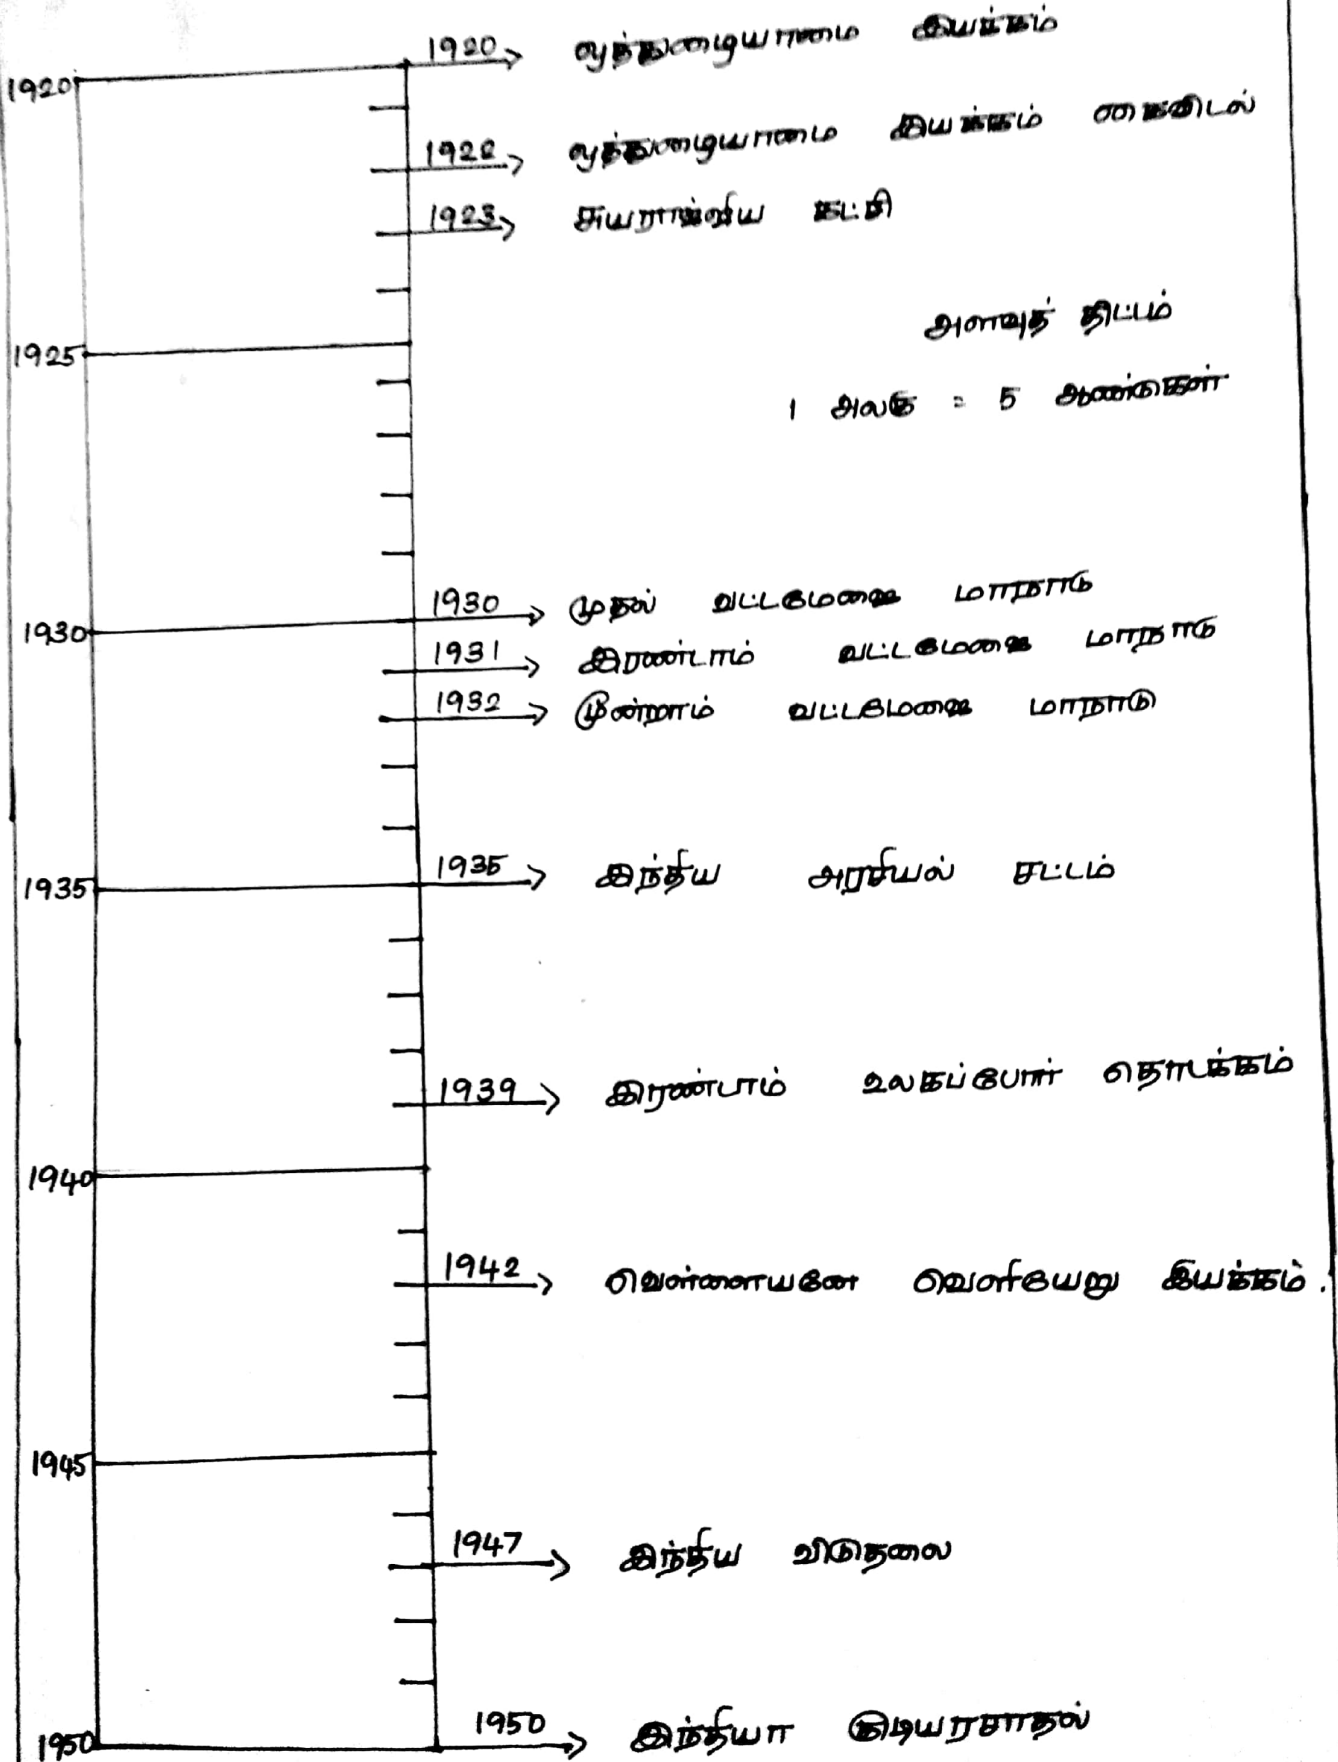 1920
1920 ஒத்துழையாமை இயக்கம்
1922 ஒத்துழையாமை இயக்கம் கைவிடல்
1923 சுயராஜ்ஜிய கட்சி
அளவுத் திட்டம்
1925
1 அலகு = 5 ஆண்டுகள்
1930 முதல் வட்டமேஜை மாநாடு
1930
1931 இரண்டாம் வட்டமேஜை மாநாடு
1932 மூன்றாம் வட்டமேஜை மாநாடு
1935 இந்திய அரசியல் சட்டம்
1935
1939 இரண்டாம் உலகப்போர் தொடக்கம்
1940
1942 வெள்ளையனே வெளியேறு இயக்கம்.
1945
1947 இந்திய விடுதலை
1950 இந்தியா குடியரசாதல்
1950